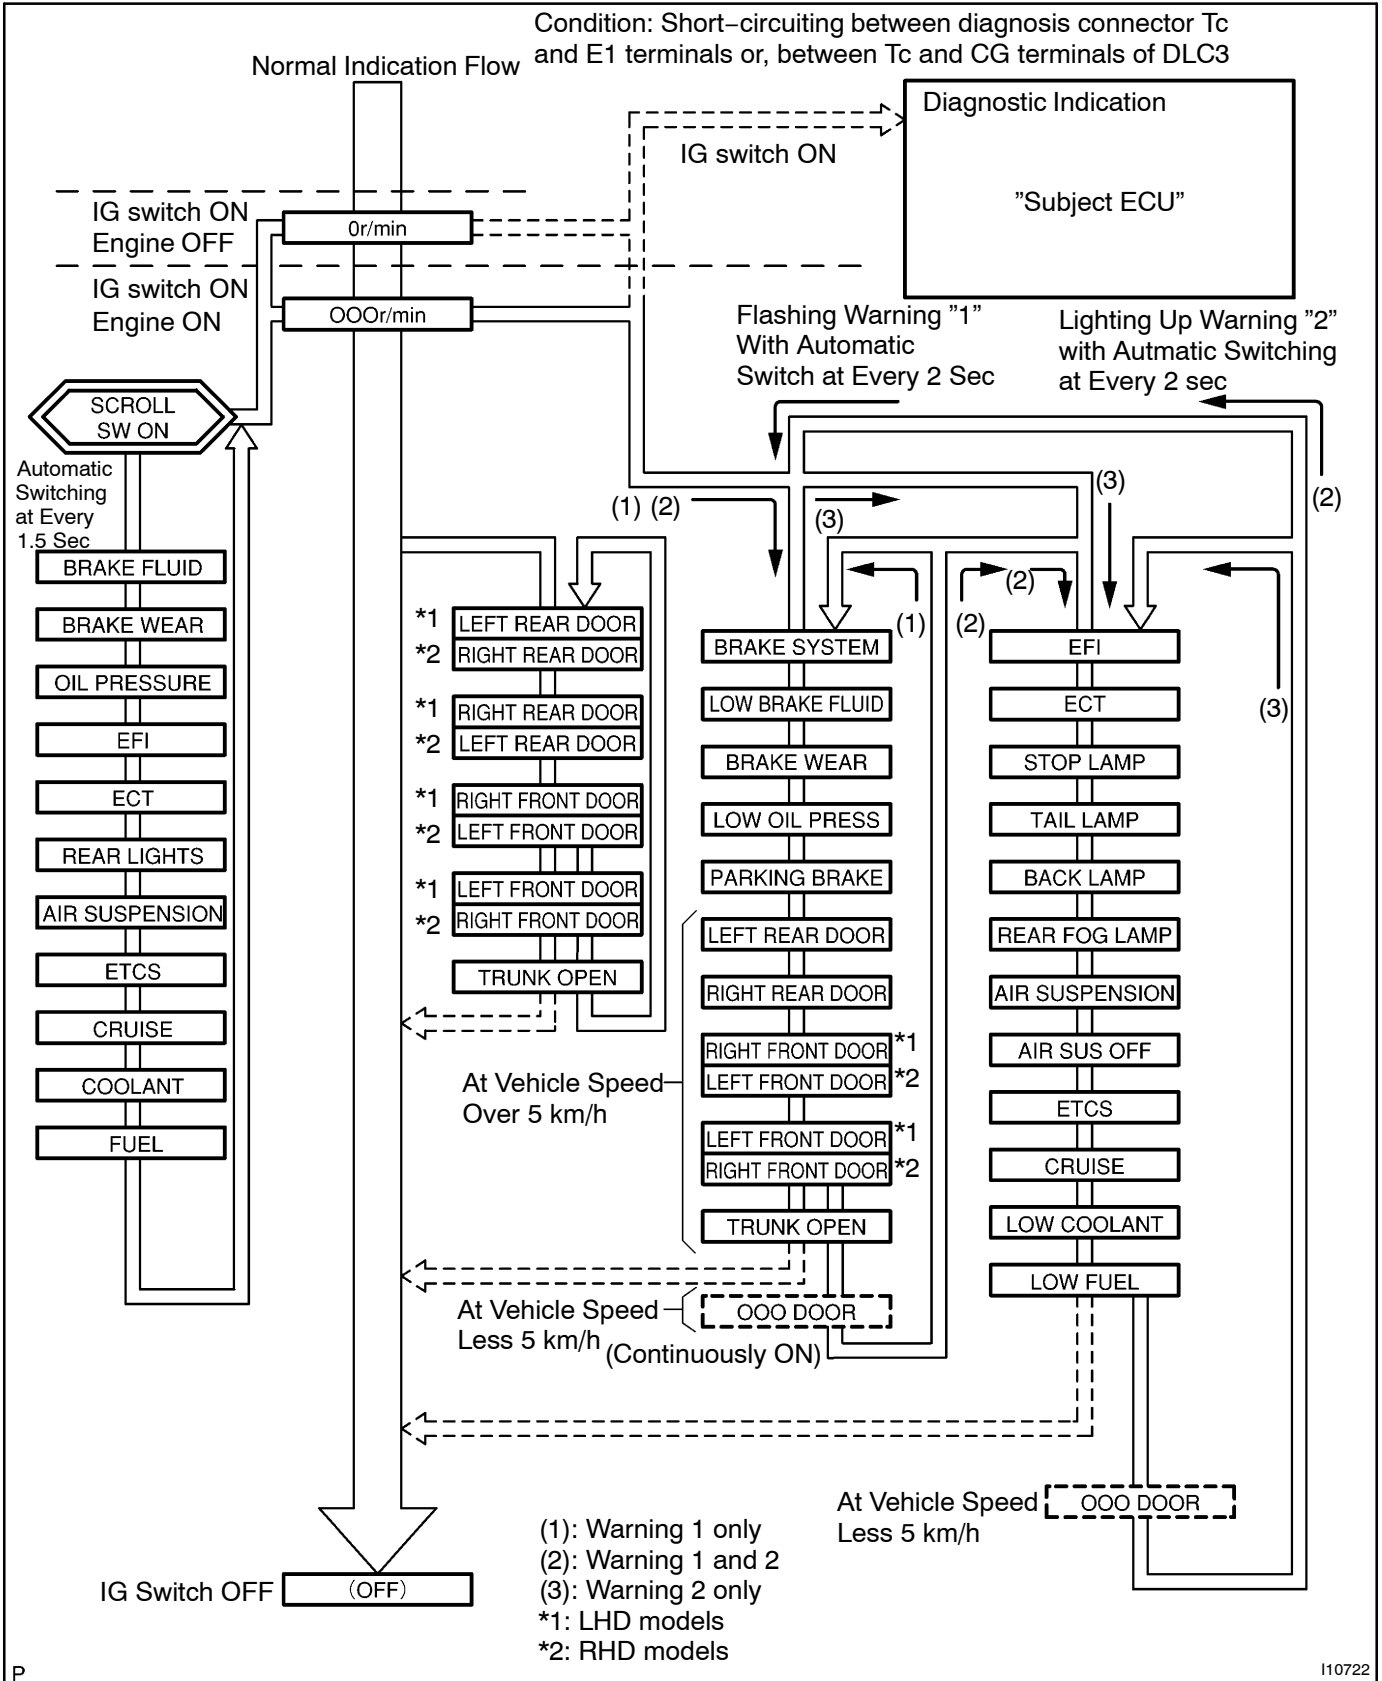 Condition: Short–circuiting between diagnosis connector Tc
and E1 terminals or, between Tc and CG terminals of DLC3
Normal Indication Flow
Diagnostic Indication
"Subject ECU"
IG switch ON
IG switch ON
Engine OFF
0r/min
IG switch ON
Engine ON
OOOr/min
Flashing Warning "1"
With Automatic
Switch at Every 2 Sec
Lighting Up Warning "2"
with Autmatic Switching
at Every 2 sec
SCROLL
SW ON
Automatic
Switching
at Every
1.5 Sec
BRAKE FLUID
BRAKE WEAR
OIL PRESSURE
EFI
ECT
REAR LIGHTS
AIR SUSPENSION
ETCS
CRUISE
COOLANT
FUEL
*1 LEFT REAR DOOR
*2 RIGHT REAR DOOR
*1 RIGHT REAR DOOR
*2 LEFT REAR DOOR
*1 RIGHT FRONT DOOR
*2 LEFT FRONT DOOR
*1 LEFT FRONT DOOR
*2 RIGHT FRONT DOOR
TRUNK OPEN
(1) (2)
(3)
(3)
(2)
(1)
(2)
(2)
(3)
BRAKE SYSTEM
LOW BRAKE FLUID
BRAKE WEAR
LOW OIL PRESS
PARKING BRAKE
LEFT REAR DOOR
RIGHT REAR DOOR
RIGHT FRONT DOOR *1
LEFT FRONT DOOR *2
LEFT FRONT DOOR *1
RIGHT FRONT DOOR *2
TRUNK OPEN
At Vehicle Speed
Over 5 km/h
At Vehicle Speed
Less 5 km/h
OOO DOOR
(Continuously ON)
EFI
ECT
STOP LAMP
TAIL LAMP
BACK LAMP
REAR FOG LAMP
AIR SUSPENSION
AIR SUS OFF
ETCS
CRUISE
LOW COOLANT
LOW FUEL
At Vehicle Speed
Less 5 km/h
OOO DOOR
IG Switch OFF
(OFF)
(1): Warning 1 only
(2): Warning 1 and 2
(3): Warning 2 only
*1: LHD models
*2: RHD models
P
I10722